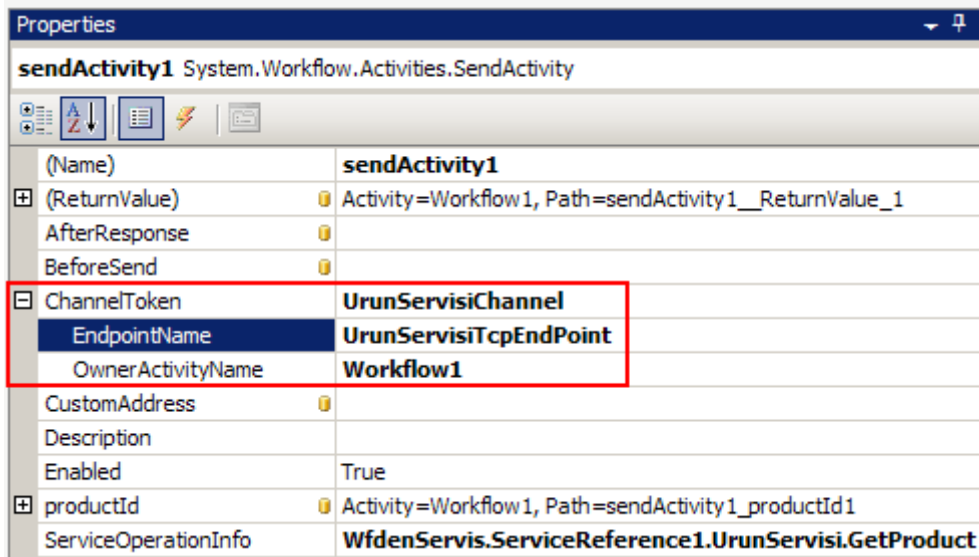 Properties
sendActivity1 System.Workflow.Activities.SendActivity
(Name) sendActivity1
(ReturnValue) Activity=Workflow1, Path=sendActivity1__ReturnValue_1
AfterResponse
BeforeSend
ChannelToken UrunServisiChannel
EndpointName UrunServisiTcpEndPoint
OwnerActivityName Workflow1
CustomAddress
Description
Enabled True
productId Activity=Workflow1, Path=sendActivity1_productId1
ServiceOperationInfo WfdenServis.ServiceReference1.UrunServisi.GetProduct